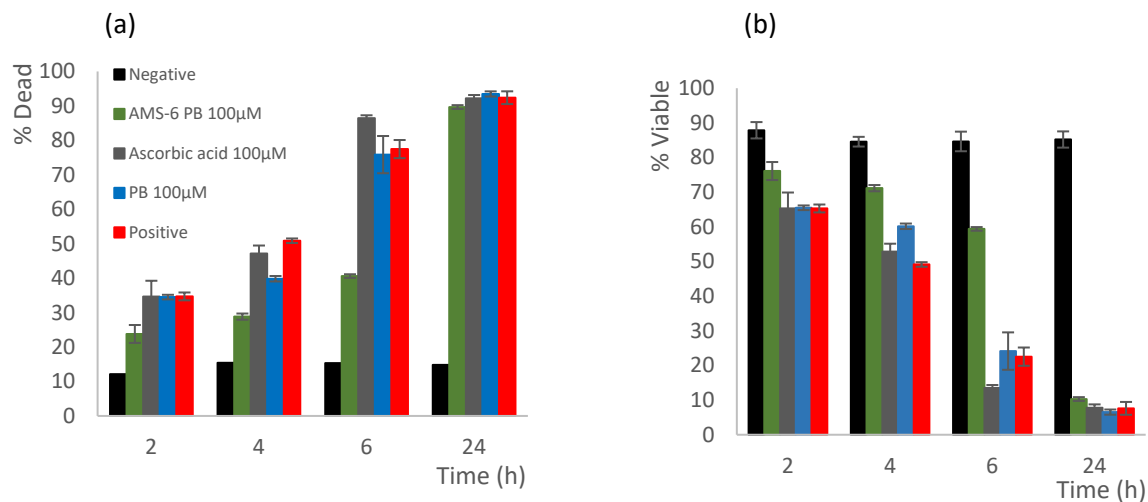 (a)
% Dead
100
90
80
70
60
50
40
30
20
10
0
Negative
AMS-6 PB 100µM
Ascorbic acid 100µM
PB 100µM
Positive
2 4 6 24
Time (h)
(b)
% Viable
100
90
80
70
60
50
40
30
20
10
0
2 4 6 24
Time (h)